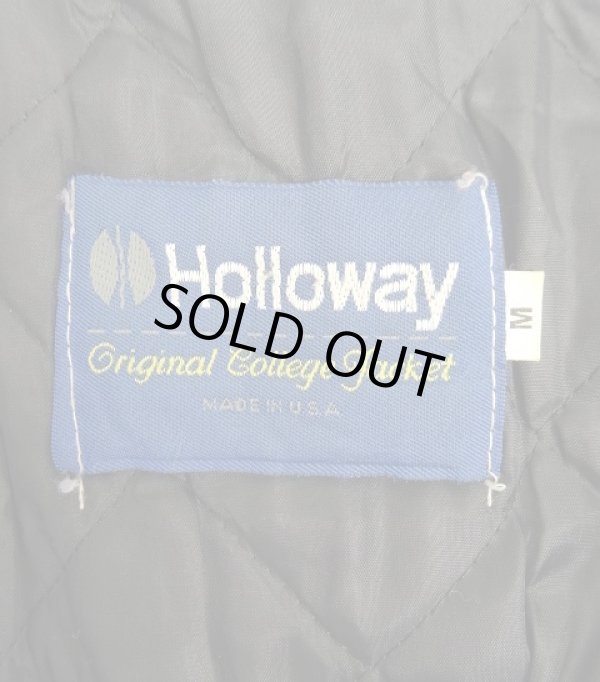 Holloway
SOLD OUT
Original College Jacket
MADE IN U.S.A
M